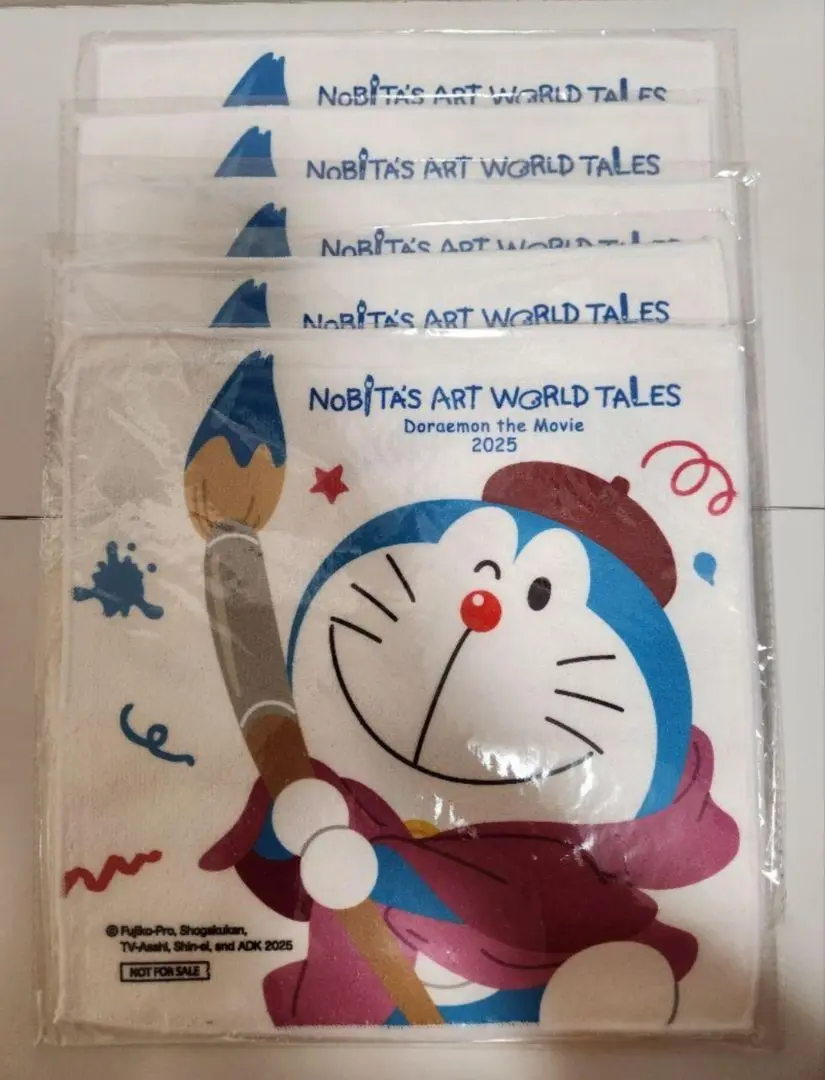 NOBITA'S ART WORLD TALES
NOBITA'S ART WORLD TALES
NOBITA'S ART WORLD TALES
NOBITA'S ART WORLD TALES
NOBITA'S ART WORLD TALES
Doraemon the Movie
2025
© Fujiko-Pro, Shogakukan,
TV-Asahi, Shin-ei, and ADK 2025
NOT FOR SALE